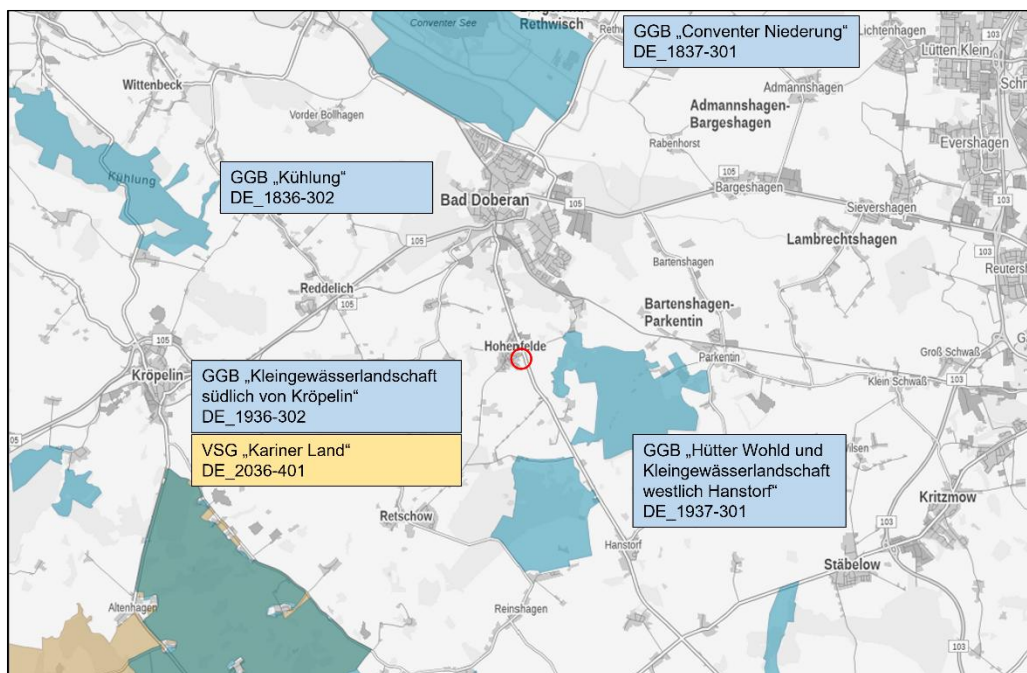 Conventer See
Rethwisch
GGB „Conventer Niederung“
DE_1837-301
Lichtenhagen
Lütten Klein
103
Wittenbeck
Vorder Bollhagen
Admannshagen
Admannshagen-
Bargeshagen
Rabenhorst
Evershagen
Kühlung
GGB „Kühlung“
DE_1836-302
105
Bargeshagen
Bad Doberan
105
Sievershagen
105
Lambrechtshagen
103
Bartenshagen
Reddelich
105
Bartenshagen-
Parkentin
105
Hohenfelde
Parkentin
Groß Schwaß
Kröpelin
GGB „Kleingewässerlandschaft
südlich von Kröpelin“
DE_1936-302
Klein Schwaß
103
VSG „Kariner Land“
DE_2036-401
GGB „Hütter Wohld und
Kleingewässerlandschaft
westlich Hanstorf“
DE_1937-301
Kritzmow
Retschow
103
Hanstorf
Stäbelow
Altenhagen
Reinshagen
103